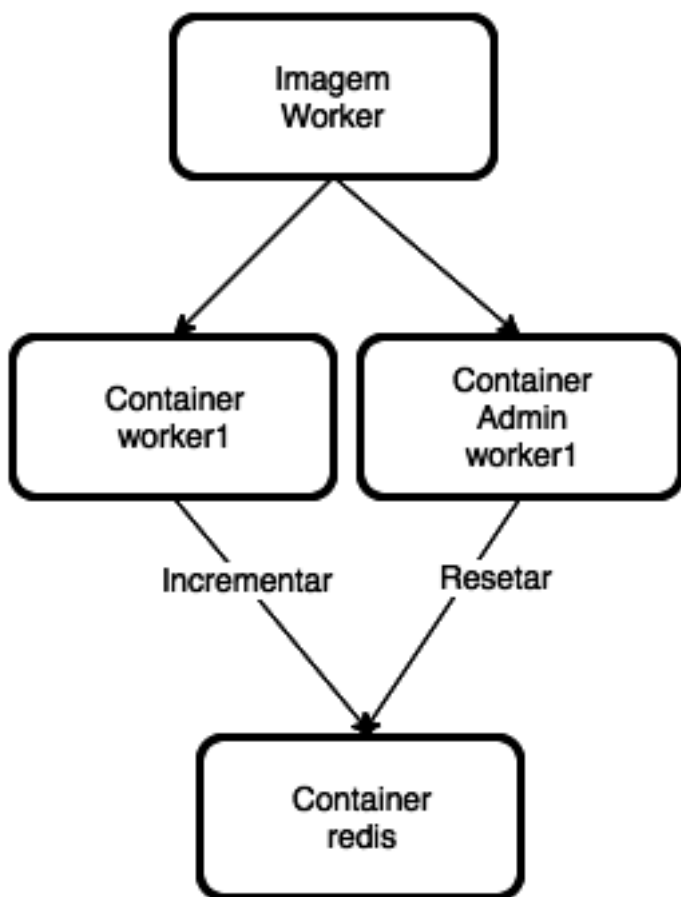 Imagem
Worker
Container
worker1
Container
Admin
worker1
Incrementar
Resetar
Container
redis